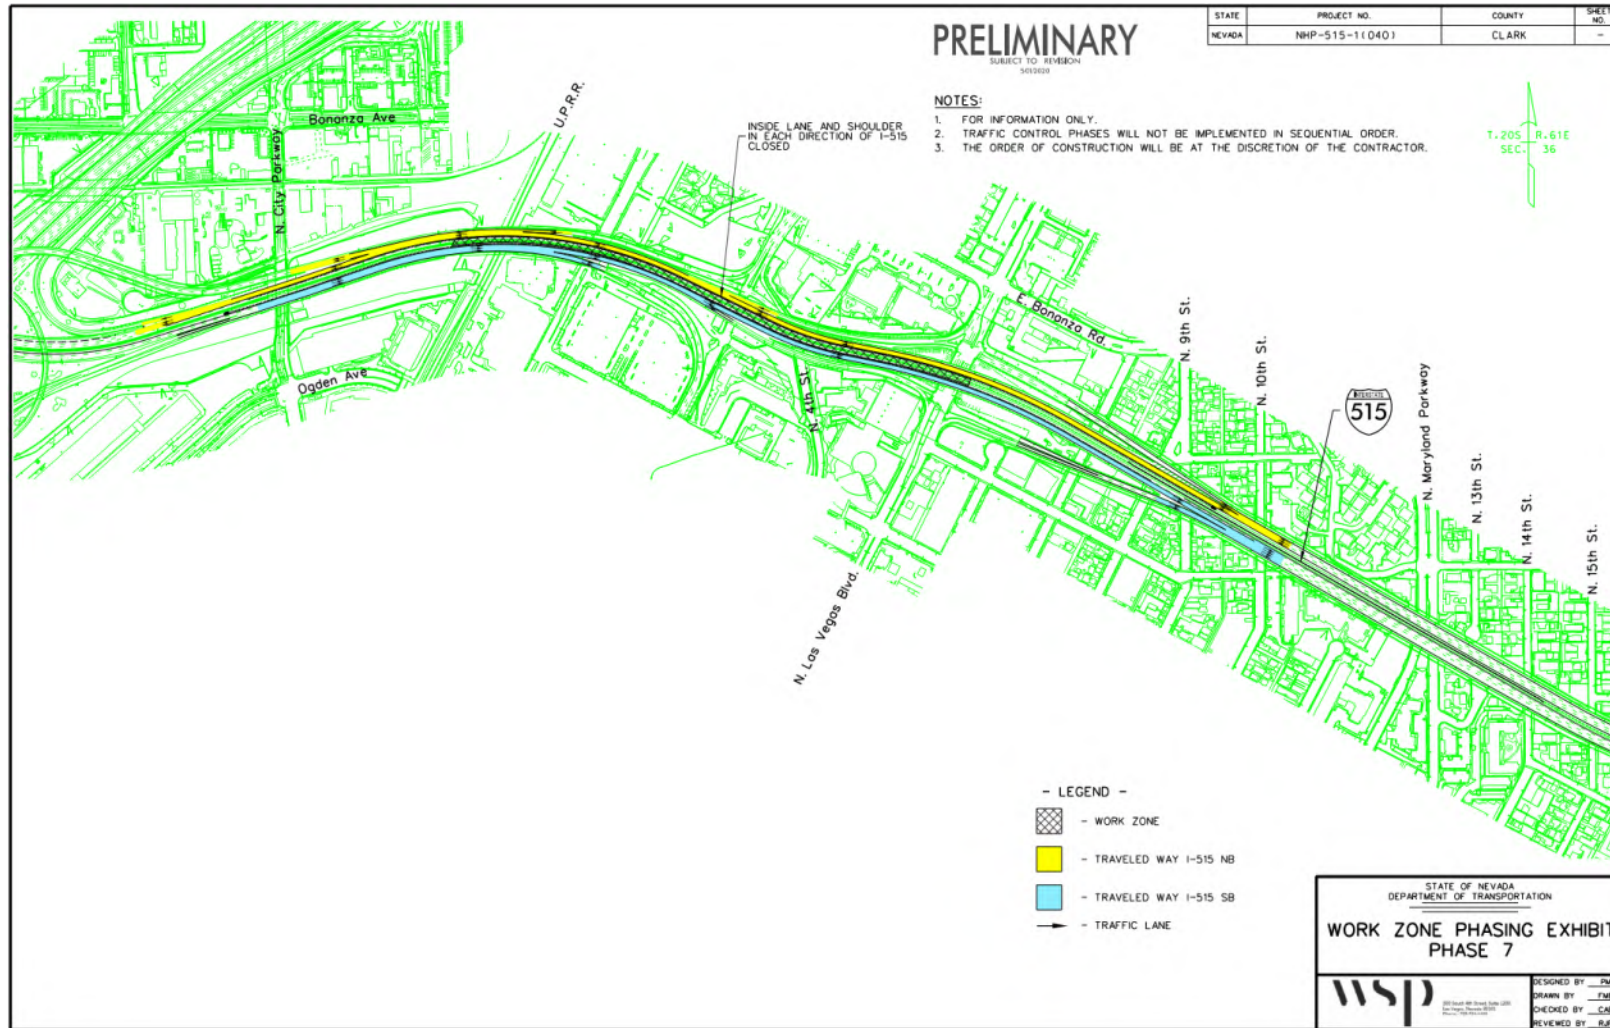 PRELIMINARY
SUBJECT TO REVISION
STATE PROJECT NO. COUNTY SHEET NO.
NEVADA NHP-515-1(040) CLARK -
NOTES:
1. FOR INFORMATION ONLY.
2. TRAFFIC CONTROL PHASES WILL NOT BE IMPLEMENTED IN SEQUENTIAL ORDER.
3. THE ORDER OF CONSTRUCTION WILL BE AT THE DISCRETION OF THE CONTRACTOR.
T.20S R.61E
SEC. 36
INSIDE LANE AND SHOULDER
IN EACH DIRECTION OF I-515
CLOSED
Bonanza Ave
N. City Parkway
U.P.R.R.
Ogden Ave
N. 4th St.
N. Las Vegas Blvd.
E. Bonanza Rd.
N. 9th St.
N. 10th St.
INTERSTATE
515
N. Maryland Parkway
N. 13th St.
N. 14th St.
N. 15th St.
- LEGEND -
- WORK ZONE
- TRAVELED WAY I-515 NB
- TRAVELED WAY I-515 SB
- TRAFFIC LANE
STATE OF NEVADA
DEPARTMENT OF TRANSPORTATION
WORK ZONE PHASING EXHIBIT
PHASE 7
wsp
DESIGNED BY
DRAWN BY
CHECKED BY
REVIEWED BY